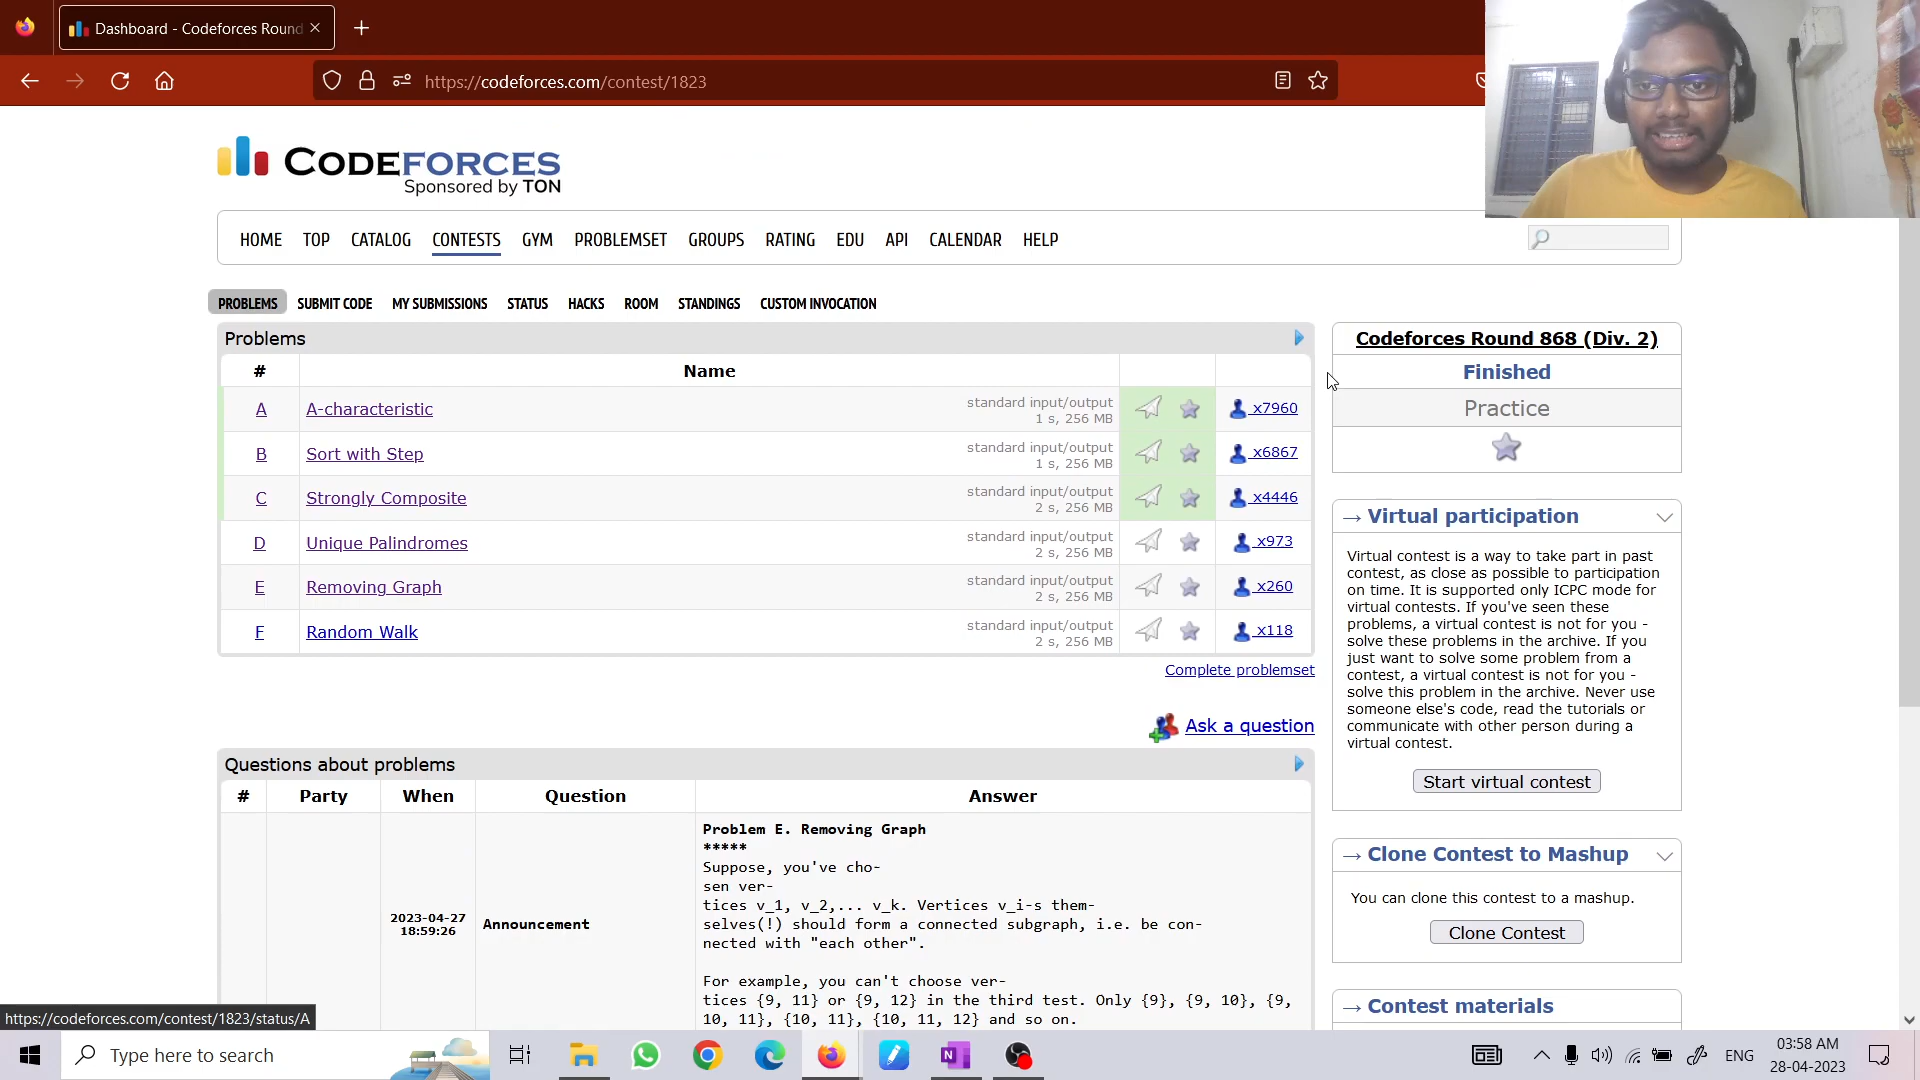 Dashboard - Codeforces Round
https://codeforces.com/contest/1823
CODEFORCES
Sponsored by TON
HOME TOP CATALOG CONTESTS GYM PROBLEMSET GROUPS RATING EDU API CALENDAR HELP
PROBLEMS SUBMIT CODE MY SUBMISSIONS STATUS HACKS ROOM STANDINGS CUSTOM INVOCATION
Problems
# Name
A A-characteristic standard input/output x7960
1 s, 256 MB
B Sort with Step standard input/output x6867
1 s, 256 MB
C Strongly Composite standard input/output x4446
2 s, 256 MB
D Unique Palindromes standard input/output x973
2 s, 256 MB
E Removing Graph standard input/output x260
2 s, 256 MB
F Random Walk standard input/output x118
2 s, 256 MB
Complete problemset
Ask a question
Questions about problems
# Party When Question Answer
2023-04-27
18:59:26
Announcement
Problem E. Removing Graph
*****
Suppose, you've cho-
sen ver-
tices v_1, v_2,... v_k. Vertices v_i-s them-
selves(!) should form a connected subgraph, i.e. be con-
nected with "each other".
For example, you can't choose ver-
tices {9, 11} or {9, 12} in the third test. Only {9}, {9, 10}, {9,
10, 11}, {10, 11}, {10, 11, 12} and so on.
Codeforces Round 868 (Div. 2)
Finished
Practice
→ Virtual participation
Virtual contest is a way to take part in past
contest, as close as possible to participation
on time. It is supported only ICPC mode for
virtual contests. If you've seen these
problems, a virtual contest is not for you -
solve these problems in the archive. If you
just want to solve some problem from a
contest, a virtual contest is not for you -
solve this problem in the archive. Never use
someone else's code, read the tutorials or
communicate with other person during a
virtual contest.
Start virtual contest
→ Clone Contest to Mashup
You can clone this contest to a mashup.
Clone Contest
→ Contest materials
https://codeforces.com/contest/1823/status/A
Type here to search
ENG
03:58 AM
28-04-2023